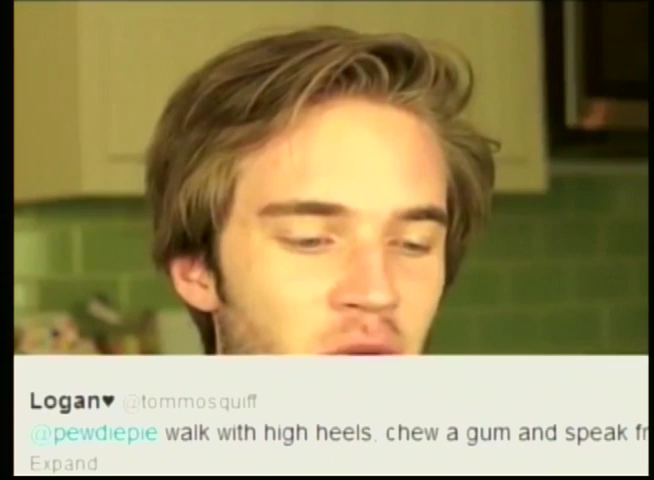 Logan♥ @tommosquiff
@pewdiepie walk with high heels, chew a gum and speak fr
Expand